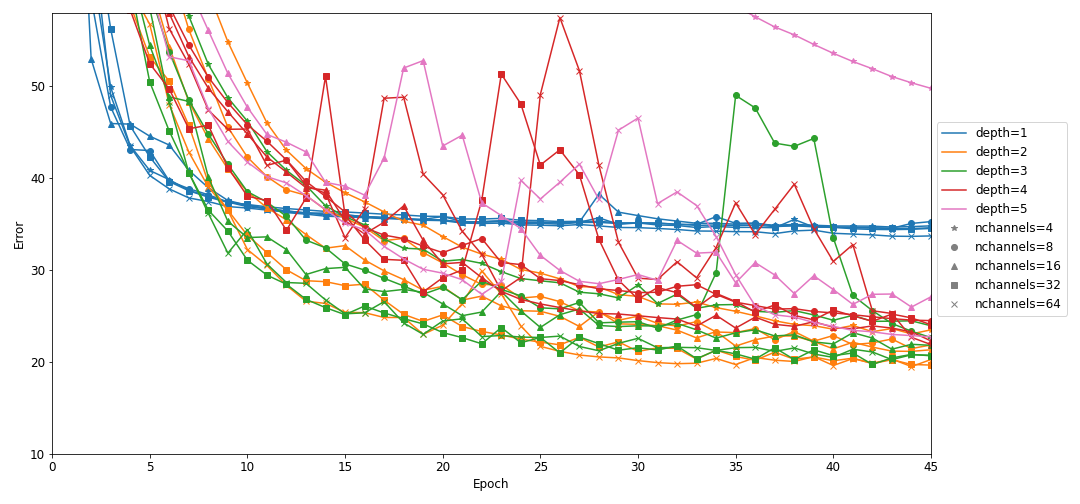 50
40
30
20
10
0
5
10
15
20
25
30
35
40
45
Error
Epoch
depth=1
depth=2
depth=3
depth=4
depth=5
nchannels=4
nchannels=8
nchannels=16
nchannels=32
nchannels=64